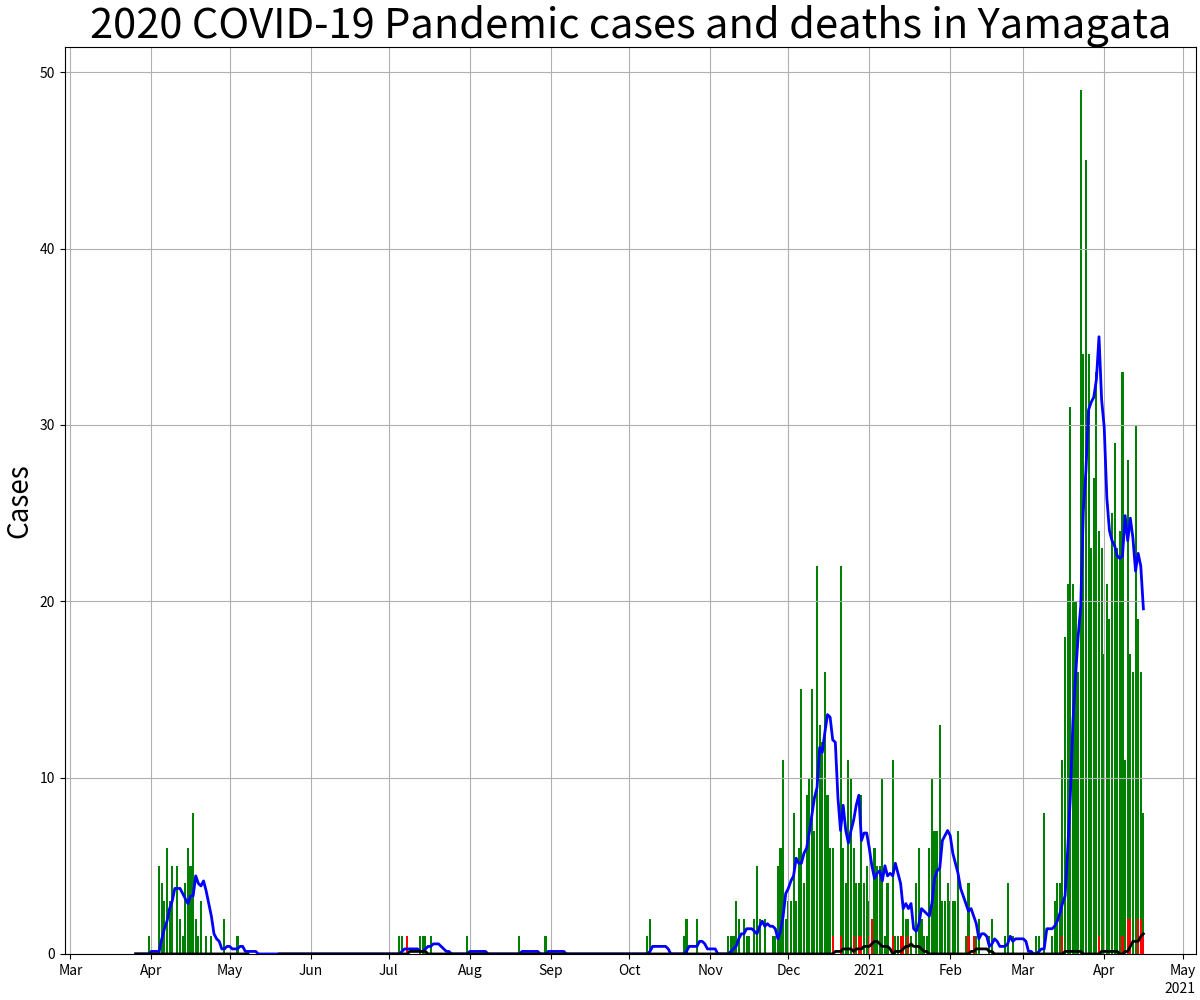 2020 COVID-19 Pandemic cases and deaths in Yamagata
50
40
30
20
10
0
Cases
Mar Apr May Jun Jul Aug Sep Oct Nov Dec 2021 Feb Mar Apr May
2021